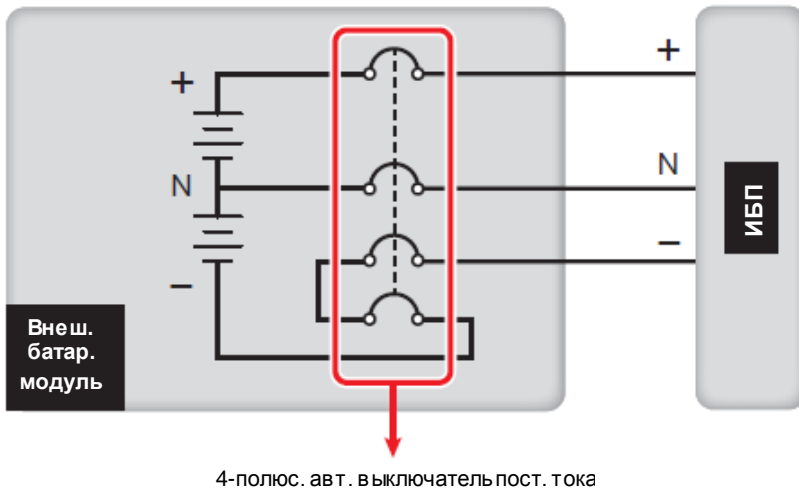 +
+
N
N
ИБП
−
−
Внеш.
батар.
модуль
4-полюс. авт. выключатель пост. тока